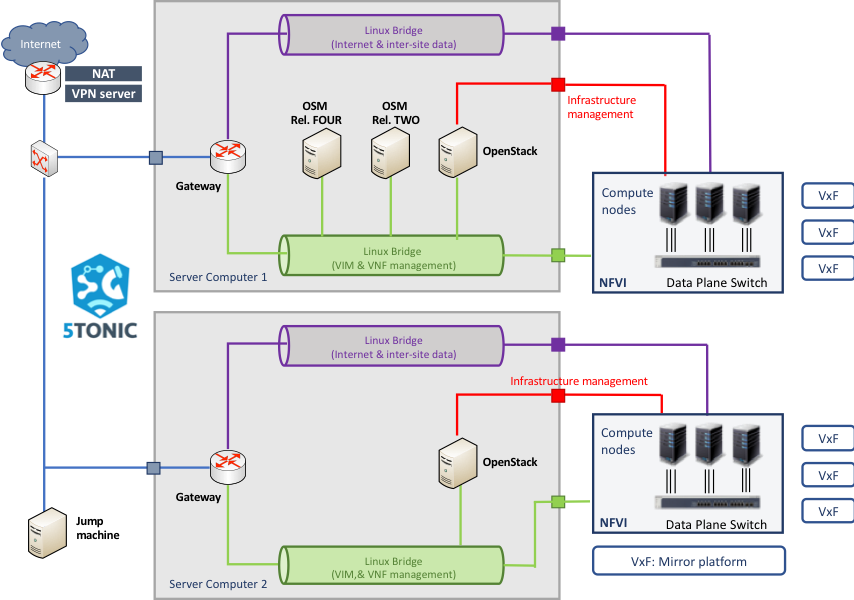 Internet
NAT
VPN server
Linux Bridge
(Internet & inter-site data)
Infrastructure
management
OSM
Rel. FOUR
OSM
Rel. TWO
OpenStack
Gateway
Compute
nodes
VxF
VxF
VxF
Linux Bridge
(VIM & VNF management)
Server Computer 1
NFVI
Data Plane Switch
5TONIC
Linux Bridge
(Internet & inter-site data)
Infrastructure management
OpenStack
Gateway
Compute
nodes
VxF
VxF
VxF
NFVI
Data Plane Switch
Jump
machine
Linux Bridge
(VIM,& VNF management)
Server Computer 2
VxF: Mirror platform